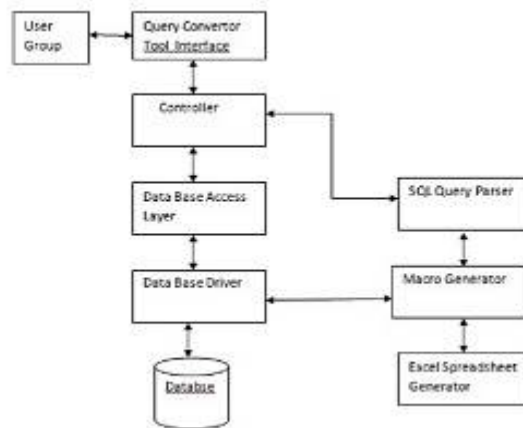 User
Group
Query Convertor
Tool Interface
Controller
Data Base Access
Layer
SQL Query Parser
Data Base Driver
Macro Generator
Excel Spreadsheet
Generator
Databse